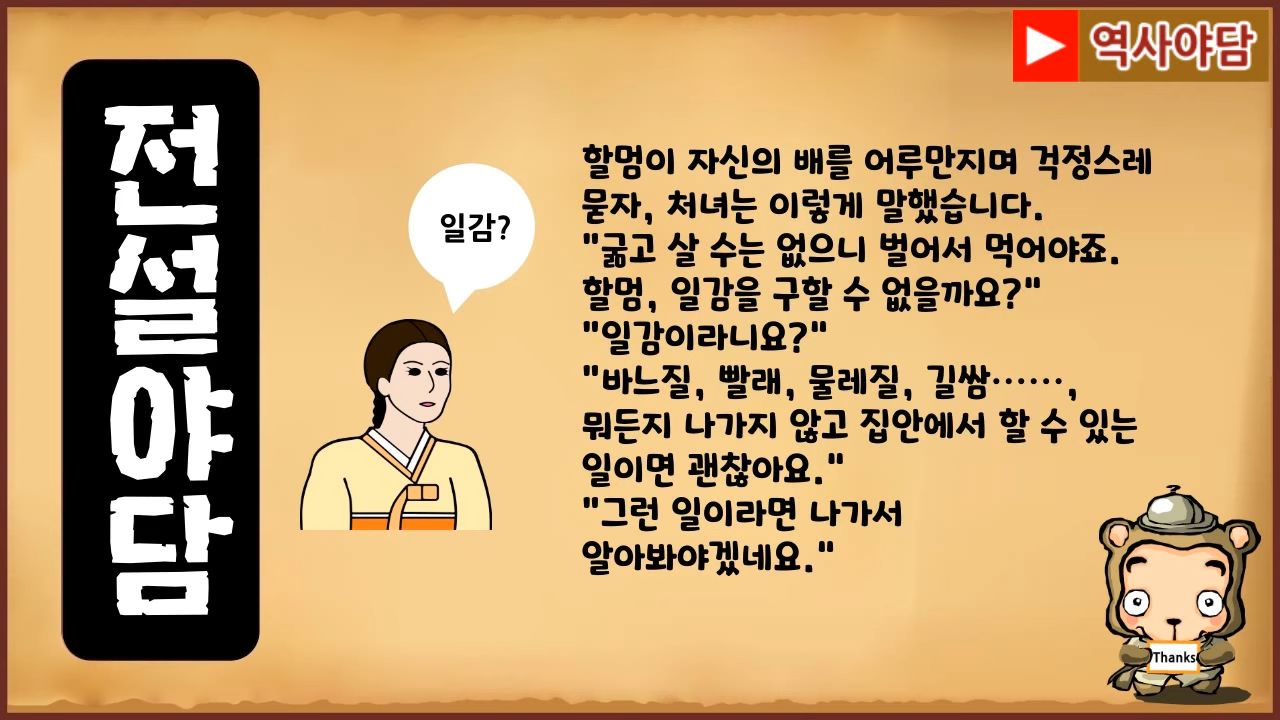 역사야담
전설야담
일감?
할멈이 자신의 배를 어루만지며 걱정스레
묻자, 처녀는 이렇게 말했습니다.
"굶고 살 수는 없으니 벌어서 먹어야죠.
할멈, 일감을 구할 수 없을까요?"
"일감이라니요?"
"바느질, 빨래, 물레질, 길쌈……,
뭐든지 나가지 않고 집안에서 할 수 있는
일이면 괜찮아요."
"그런 일이라면 나가서
알아봐야겠네요."
Thanks